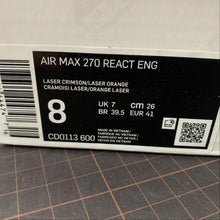 AIR MAX 270 REACT ENG
LASER CRIMSON/LASER ORANGE
CRAMOISI LASER/ORANGE LASER
8
UK 7 cm 26
BR 39.5 EUR 41
CD0113 600